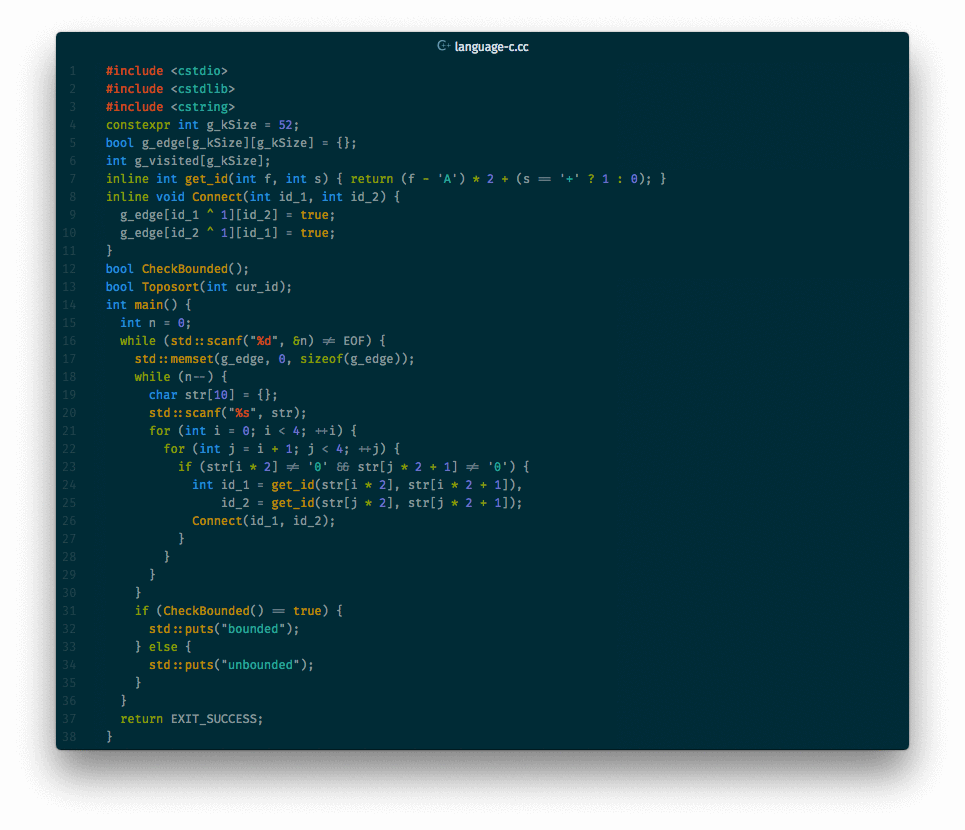 language-c.cc
1 #include <cstdio>
2 #include <cstdlib>
3 #include <cstring>
4 constexpr int g_kSize = 52;
5 bool g_edge[g_kSize][g_kSize] = {};
6 int g_visited[g_kSize];
7 inline int get_id(int f, int s) { return (f - 'A') * 2 + (s == '+' ? 1 : 0); }
8 inline void Connect(int id_1, int id_2) {
9   g_edge[id_1 ^ 1][id_2] = true;
10   g_edge[id_2 ^ 1][id_1] = true;
11 }
12 bool CheckBounded();
13 bool Toposort(int cur_id);
14 int main() {
15   int n = 0;
16   while (std::scanf("%d", &n) != EOF) {
17     std::memset(g_edge, 0, sizeof(g_edge));
18     while (n--) {
19       char str[10] = {};
20       std::scanf("%s", str);
21       for (int i = 0; i < 4; ++i) {
22         for (int j = i + 1; j < 4; ++j) {
23           if (str[i * 2] != '0' && str[j * 2 + 1] != '0') {
24             int id_1 = get_id(str[i * 2], str[i * 2 + 1]),
25                 id_2 = get_id(str[j * 2], str[j * 2 + 1]);
26             Connect(id_1, id_2);
27           }
28         }
29       }
30     }
31     if (CheckBounded() == true) {
32       std::puts("bounded");
33     } else {
34       std::puts("unbounded");
35     }
36   }
37   return EXIT_SUCCESS;
38 }